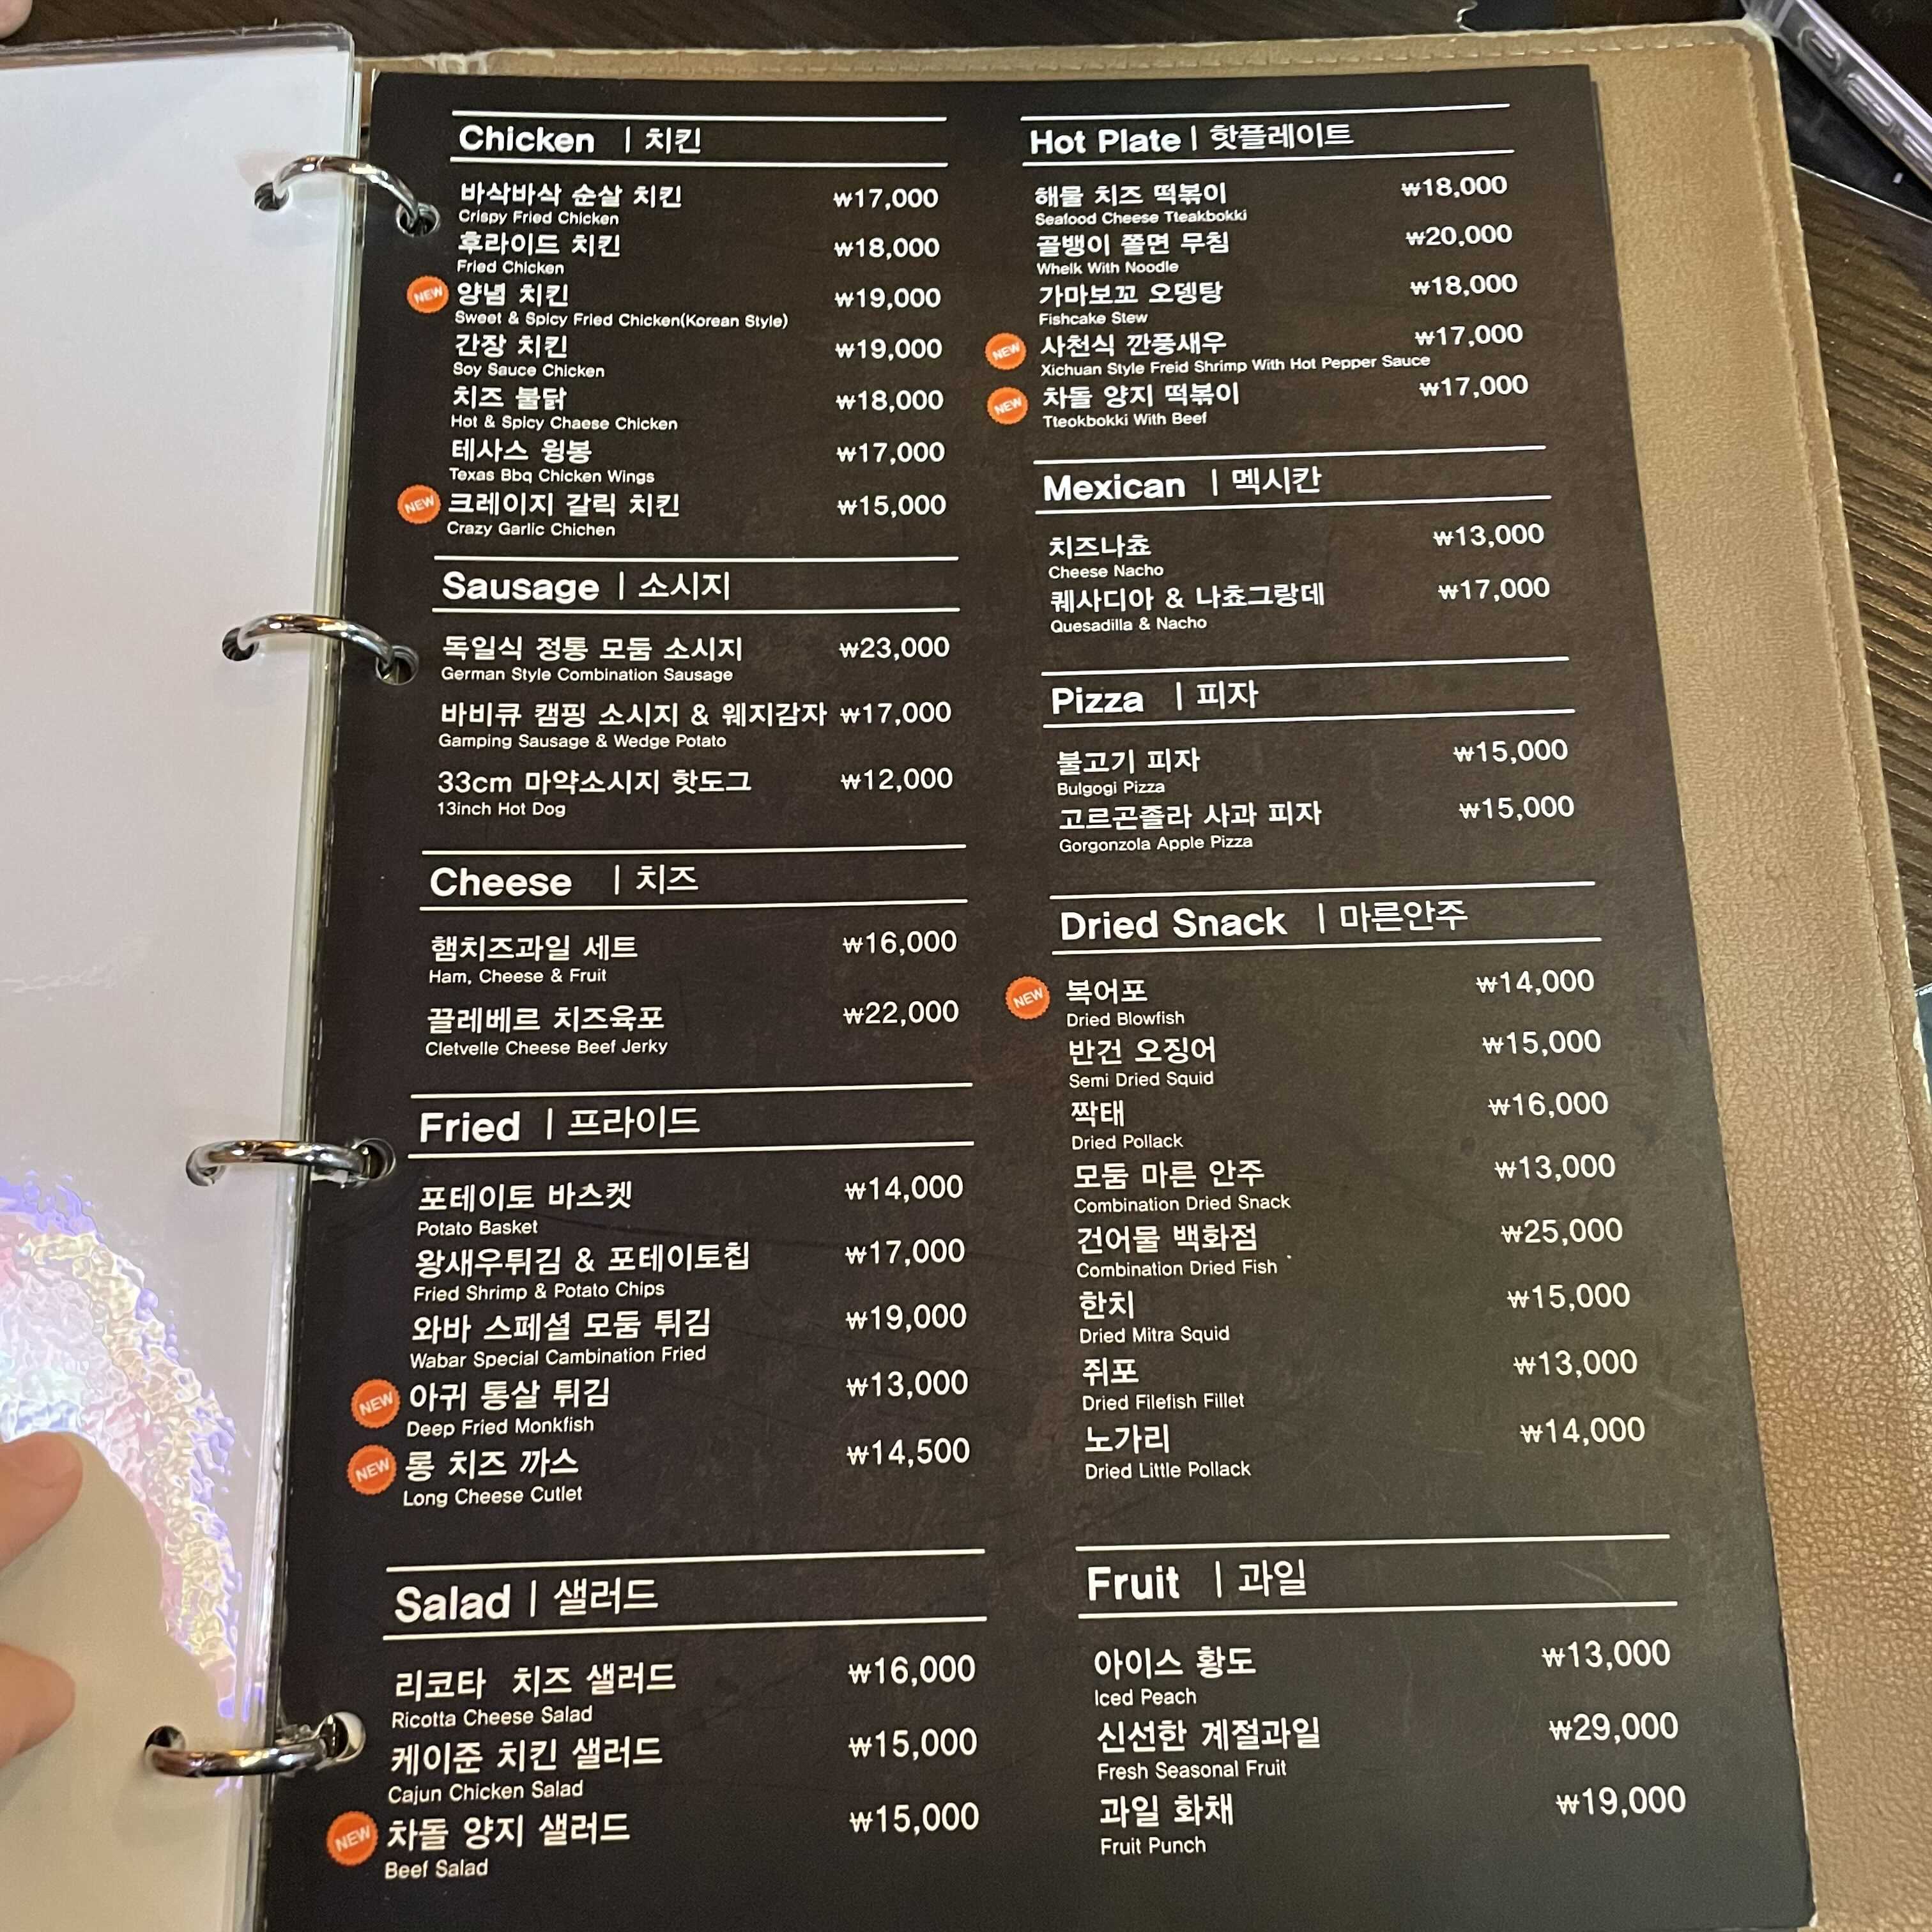 Chicken | 치킨
바삭바삭 순살 치킨 ₩17,000
Crispy Fried Chicken
후라이드 치킨 ₩18,000
Fried Chicken
NEW 양념 치킨 ₩19,000
Sweet & Spicy Fried Chicken(Korean Style)
간장 치킨 ₩19,000
Soy Sauce Chicken
치즈 불닭 ₩18,000
Hot & Spicy Chaese Chicken
테사스 윙봉 ₩17,000
Texas Bbq Chicken Wings
NEW 크레이지 갈릭 치킨 ₩15,000
Crazy Garlic Chichen
Sausage | 소시지
독일식 정통 모둠 소시지 ₩23,000
German Style Combination Sausage
바비큐 캠핑 소시지 & 웨지감자 ₩17,000
Gamping Sausage & Wedge Potato
33cm 마약소시지 핫도그 ₩12,000
13inch Hot Dog
Cheese | 치즈
햄치즈과일 세트 ₩16,000
Ham, Cheese & Fruit
끌레베르 치즈육포 ₩22,000
Cletvelle Cheese Beef Jerky
Fried | 프라이드
포테이토 바스켓 ₩14,000
Potato Basket
왕새우튀김 & 포테이토칩 ₩17,000
Fried Shrimp & Potato Chips
와바 스페셜 모둠 튀김 ₩19,000
Wabar Special Cambination Fried
NEW 아귀 통살 튀김 ₩13,000
Deep Fried Monkfish
NEW 롱 치즈 까스 ₩14,500
Long Cheese Cutlet
Salad | 샐러드
리코타 치즈 샐러드 ₩16,000
Ricotta Cheese Salad
케이준 치킨 샐러드 ₩15,000
Cajun Chicken Salad
NEW 차돌 양지 샐러드 ₩15,000
Beef Salad
Hot Plate | 핫플레이트
해물 치즈 떡볶이 ₩18,000
Seafood Cheese Tteakbokki
골뱅이 쫄면 무침 ₩20,000
Whelk With Noodle
가마보꼬 오뎅탕 ₩18,000
Fishcake Stew
NEW 사천식 깐풍새우 ₩17,000
Xichuan Style Freid Shrimp With Hot Pepper Sauce
NEW 차돌 양지 떡볶이 ₩17,000
Tteokbokki With Beef
Mexican | 멕시칸
치즈나쵸 ₩13,000
Cheese Nacho
퀘사디아 & 나쵸그랑데 ₩17,000
Quesadilla & Nacho
Pizza | 피자
불고기 피자 ₩15,000
Bulgogi Pizza
고르곤졸라 사과 피자 ₩15,000
Gorgonzola Apple Pizza
Dried Snack | 마른안주
NEW 복어포 ₩14,000
Dried Blowfish
반건 오징어 ₩15,000
Semi Dried Squid
짝태 ₩16,000
Dried Pollack
모둠 마른 안주 ₩13,000
Combination Dried Snack
건어물 백화점 ₩25,000
Combination Dried Fish
한치 ₩15,000
Dried Mitra Squid
쥐포 ₩13,000
Dried Filefish Fillet
노가리 ₩14,000
Dried Little Pollack
Fruit | 과일
아이스 황도 ₩13,000
Iced Peach
신선한 계절과일 ₩29,000
Fresh Seasonal Fruit
과일 화채 ₩19,000
Fruit Punch